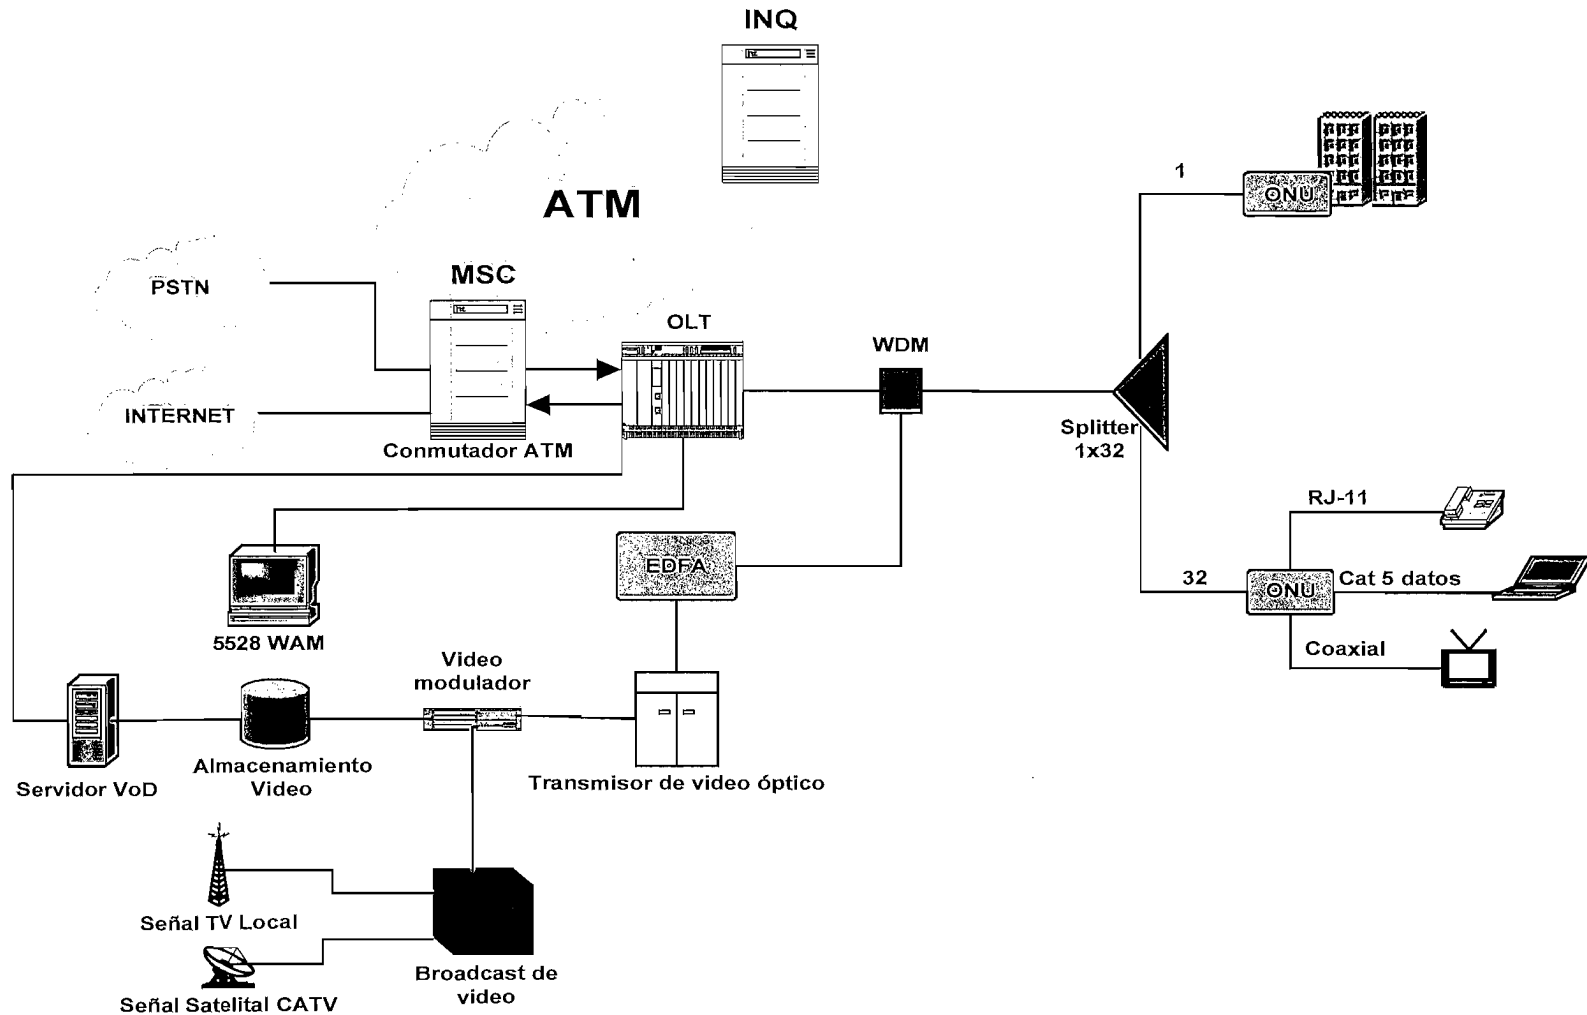 INQ
ATM
1
ONU
PSTN
MSC
OLT
WDM
INTERNET
Conmutador ATM
Splitter
1x32
RJ-11
EDFA
32
ONU
Cat 5 datos
5528 WAM
Coaxial
Video
modulador
Servidor VoD
Almacenamiento
Video
Transmisor de video óptico
Señal TV Local
Broadcast de
video
Señal Satelital CATV